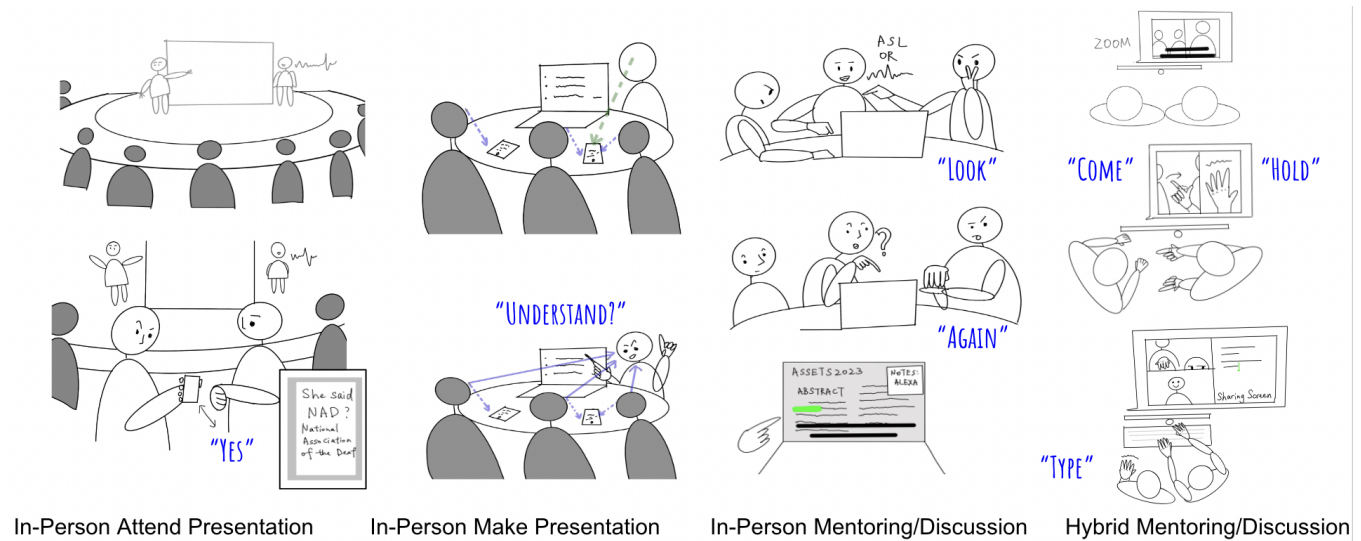 "YES"
She said
NAD?
National
Association
of the Deaf
In-Person Attend Presentation
"UNDERSTAND?"
In-Person Make Presentation
ASL
OR
"LOOK"
"AGAIN"
ASSETS2023
ABSTRACT
NOTES:
ALEXA
In-Person Mentoring/Discussion
ZOOM
"COME"
"HOLD"
Sharing Screen
"TYPE"
Hybrid Mentoring/Discussion